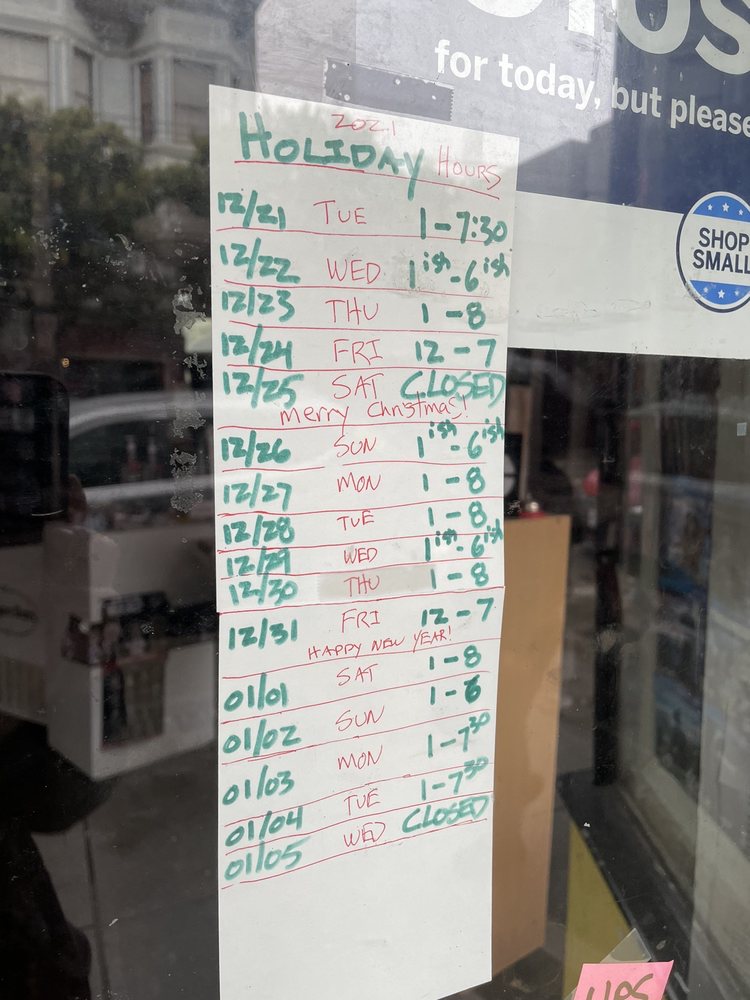 for today, but please
SHOP
SMALL
2021
HOLIDAY HOURS
12/21 TUE 1-7:30
12/22 WED 1ish-6ish
12/23 THU 1-8
12/24 FRI 12-7
12/25 SAT CLOSED
merry Christmas!
12/26 SUN 1ish-6ish
12/27 MON 1-8
12/28 TUE 1-8
12/29 WED 1ish-6ish
12/30 THU 1-8
12/31 FRI 12-7
HAPPY NEW YEAR!
01/01 SAT 1-8
01/02 SUN 1-6
01/03 MON 1-730
01/04 TUE 1-730
01/05 WED CLOSED